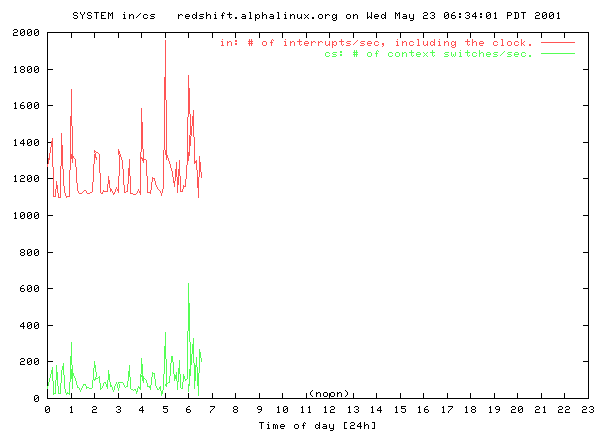 SYSTEM in/cs   redshift.alphalinux.org on Wed May 23 06:34:01 PDT 2001
in: # of interrupts/sec, including the clock.
cs: # of context switches/sec.
2000
1800
1600
1400
1200
1000
800
600
400
200
0
(nopn)
0 1 2 3 4 5 6 7 8 9 10 11 12 13 14 15 16 17 18 19 20 21 22 23
Time of day [24h]